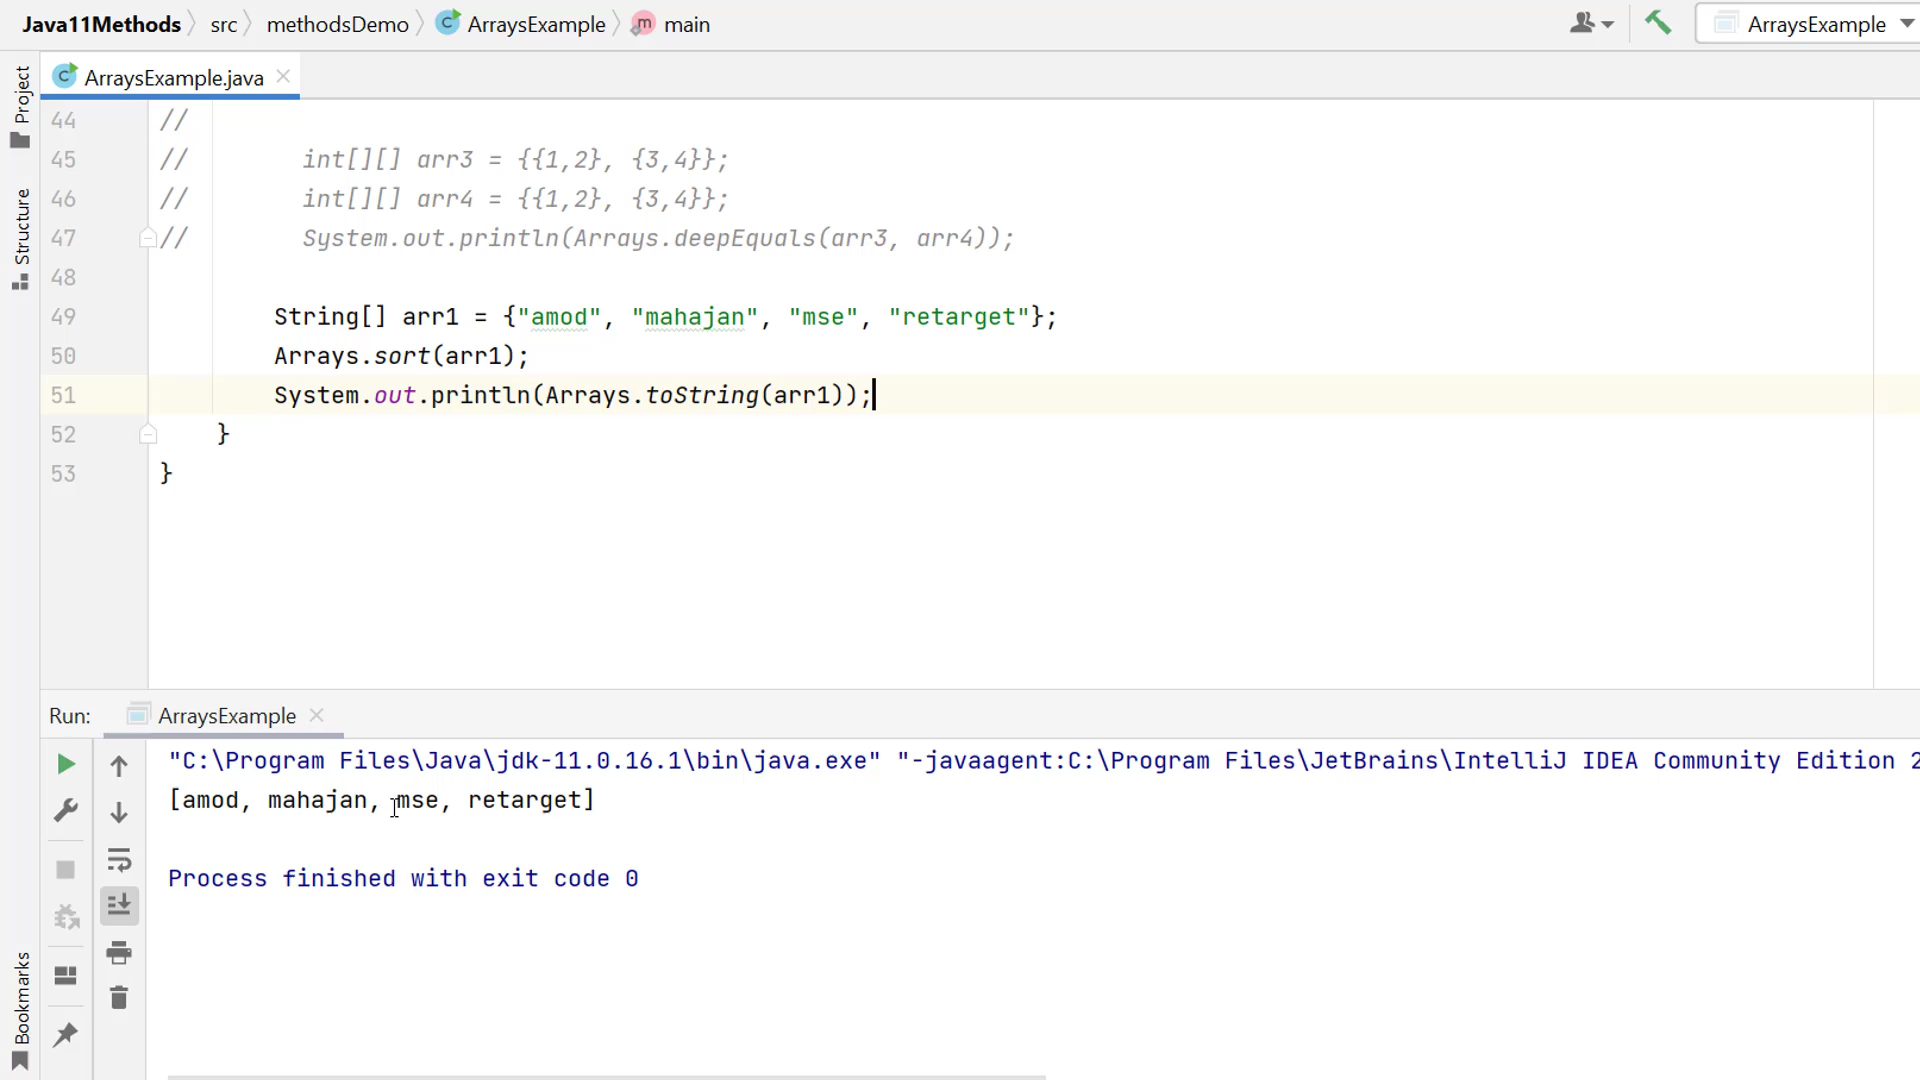 Java11Methods src methodsDemo C ArraysExample m main ArraysExample
Project
Structure
Bookmarks
C ArraysExample.java
44 //
45 // int[][] arr3 = {{1,2}, {3,4}};
46 // int[][] arr4 = {{1,2}, {3,4}};
47 // System.out.println(Arrays.deepEquals(arr3, arr4));
48
49 String[] arr1 = {"amod", "mahajan", "mse", "retarget"};
50 Arrays.sort(arr1);
51 System.out.println(Arrays.toString(arr1));
52 }
53 }
Run: ArraysExample
"C:\Program Files\Java\jdk-11.0.16.1\bin\java.exe" "-javaagent:C:\Program Files\JetBrains\IntelliJ IDEA Community Edition 2
[amod, mahajan, mse, retarget]
Process finished with exit code 0